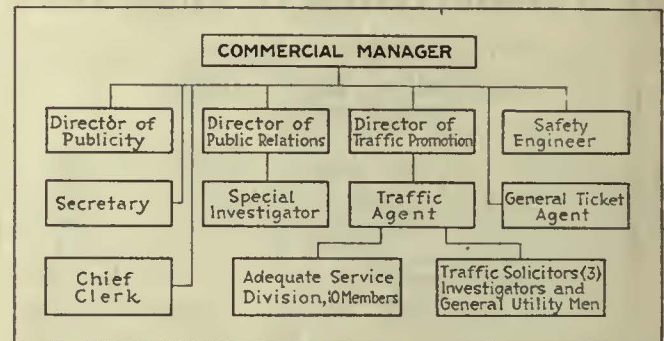 COMMERCIAL MANAGER
Director of
Publicity
Director of
Public Relations
Director of
Traffic Promotion
Safety
Engineer
Secretary
Special
Investigator
Traffic
Agent
General Ticket
Agent
Chief
Clerk
Adequate Service
Division, 10 Members
Traffic Solicitors (3)
Investigators and
General Utility Men